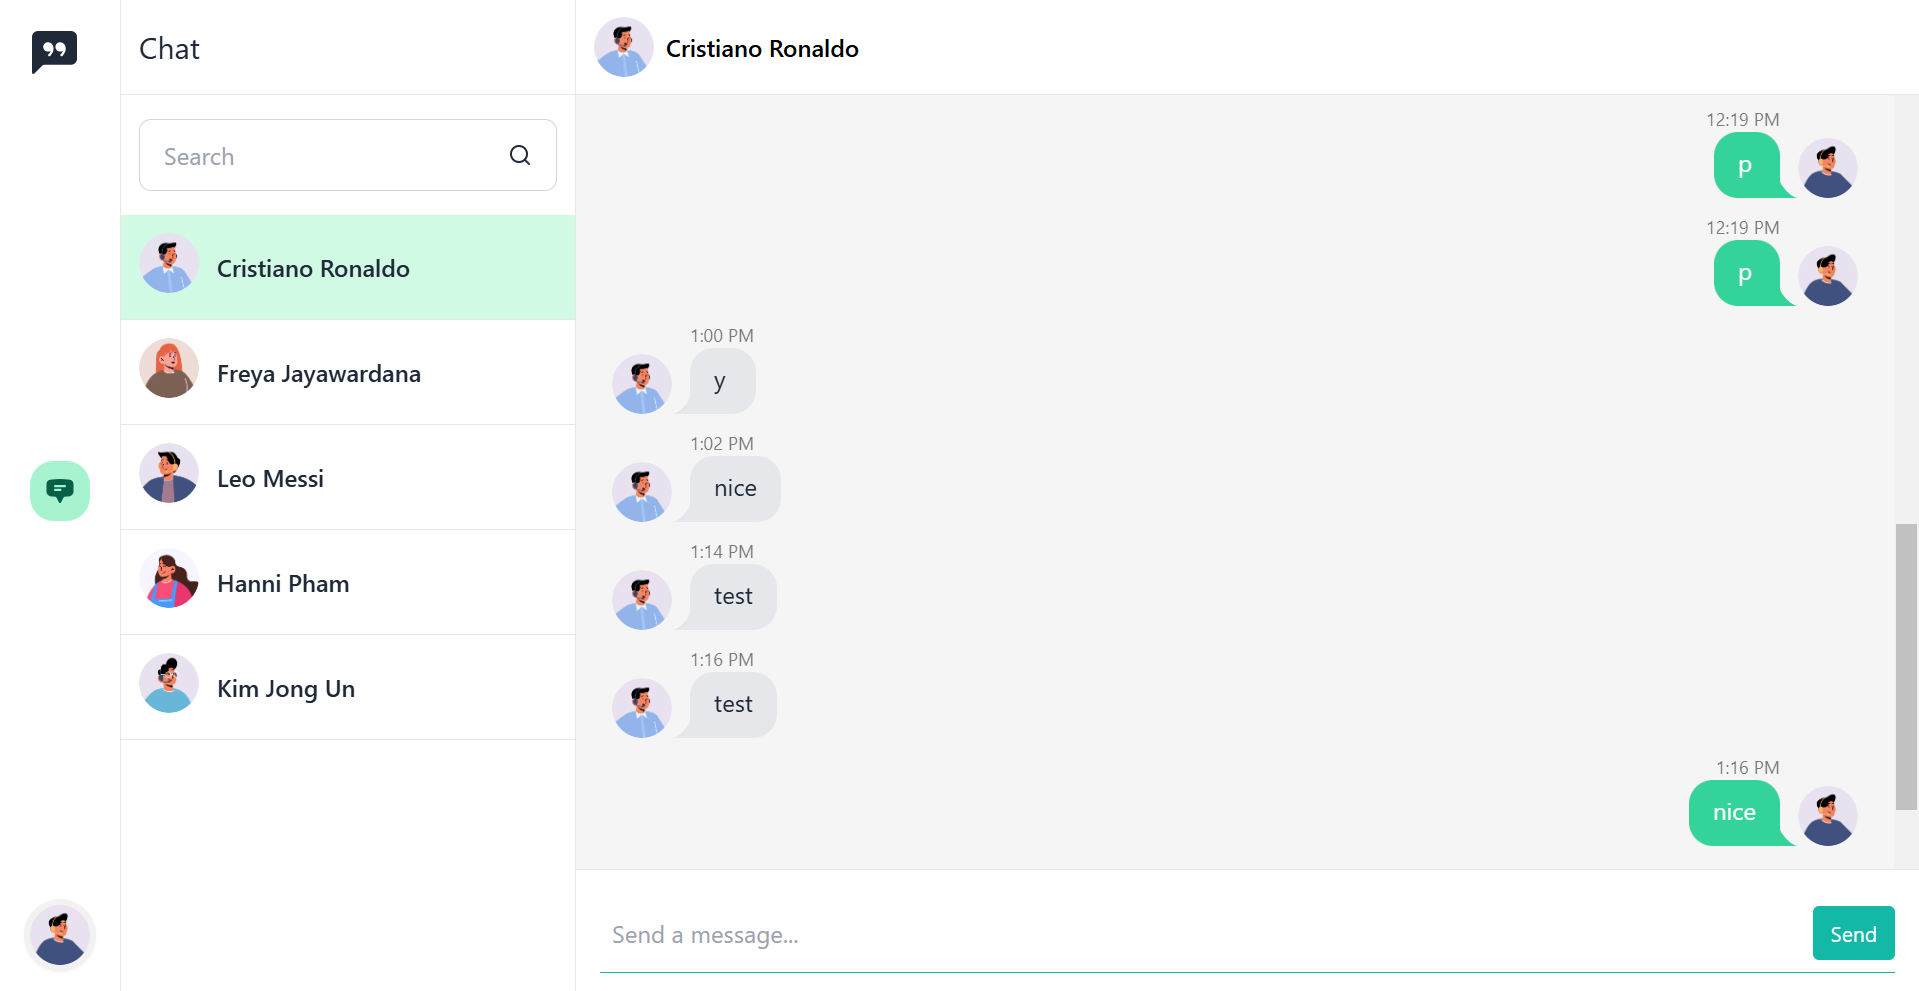 Chat
Search
Cristiano Ronaldo
Freya Jayawardana
Leo Messi
Hanni Pham
Kim Jong Un
Cristiano Ronaldo
12:19 PM
p
12:19 PM
p
1:00 PM
y
1:02 PM
nice
1:14 PM
test
1:16 PM
test
1:16 PM
nice
Send a message...
Send